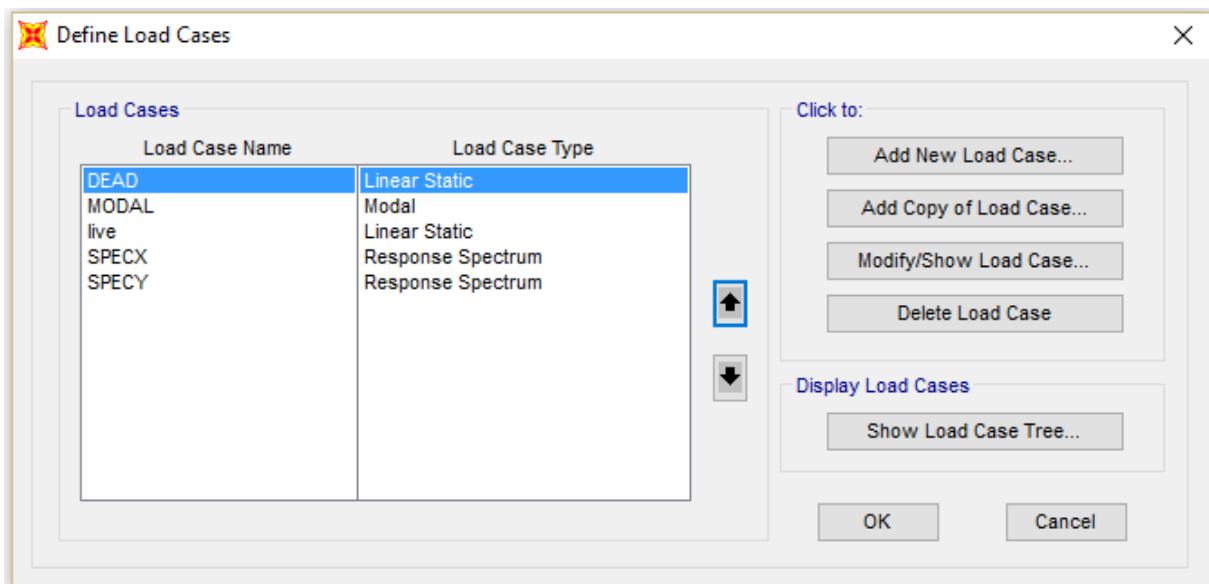 Define Load Cases
Load Cases
Load Case Name Load Case Type
DEAD Linear Static
MODAL Modal
live Linear Static
SPECX Response Spectrum
SPECY Response Spectrum
Click to:
Add New Load Case...
Add Copy of Load Case...
Modify/Show Load Case...
Delete Load Case
Display Load Cases
Show Load Case Tree...
OK Cancel